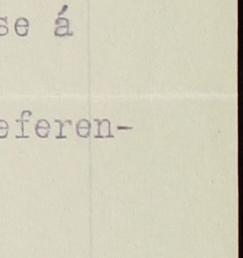 se á
eferen-